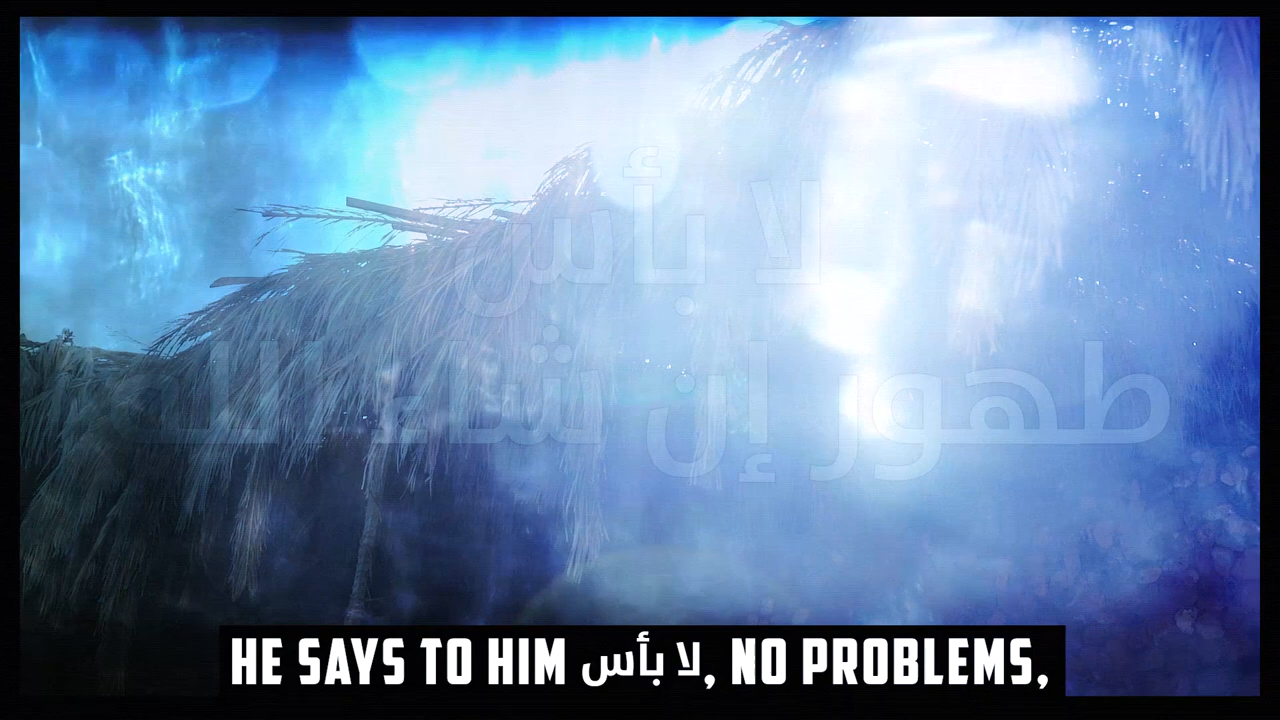 لا بأس
طهور إن شاء الله
HE SAYS TO HIM لا بأس, NO PROBLEMS,